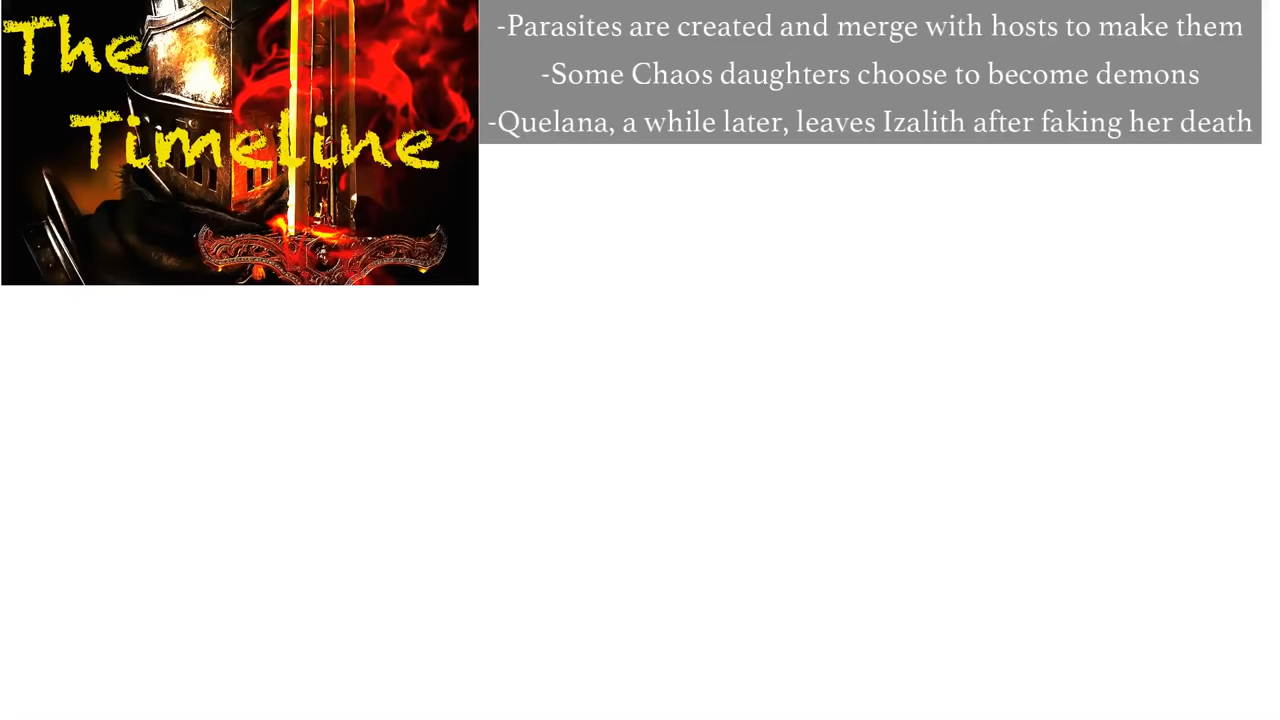 The
Timeline
-Parasites are created and merge with hosts to make them
-Some Chaos daughters choose to become demons
-Quelana, a while later, leaves Izalith after faking her death